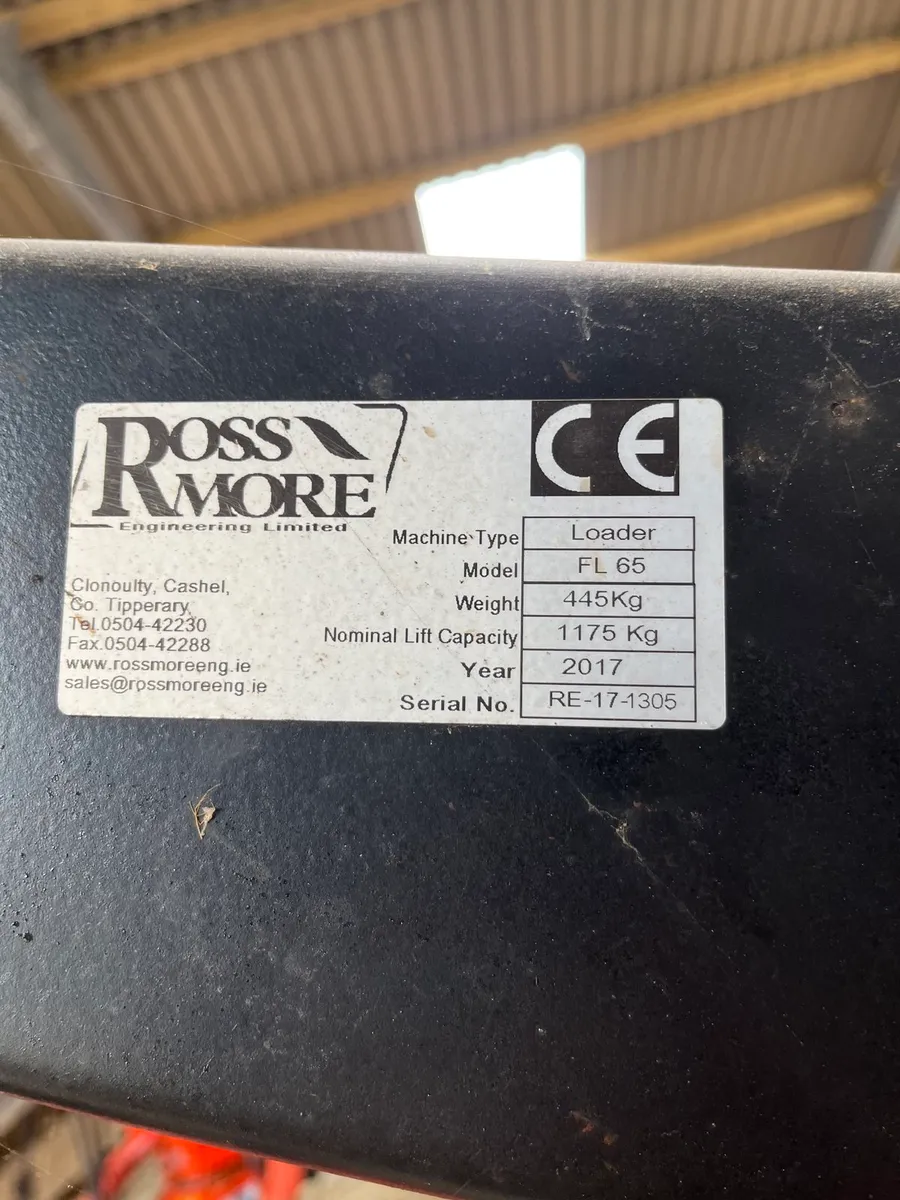 ROSS
MORE
Engineering Limited
CE
Clonoulty, Cashel,
Co. Tipperary
Tel.0504-42230
Fax.0504-42288
www.rossmoreeng.ie
sales@rossmoreeng.ie
Machine Type Loader
Model FL 65
Weight 445Kg
Nominal Lift Capacity 1175 Kg
Year 2017
Serial No. RE-17-1305